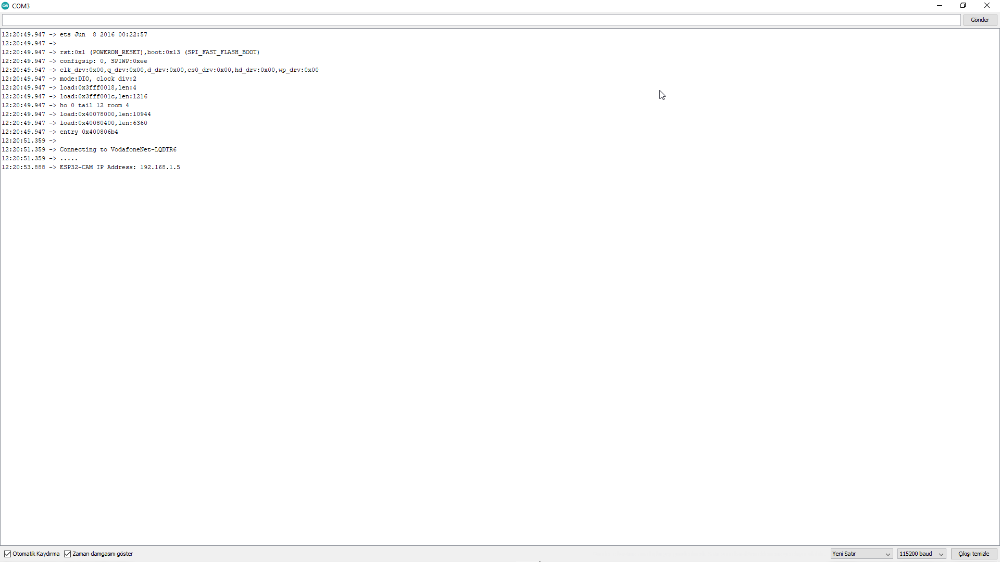 COM3
Gönder
12:20:49.947 -> ets Jun  8 2016 00:22:57
12:20:49.947 ->
12:20:49.947 -> rst:0x1 (POWERON_RESET),boot:0x13 (SPI_FAST_FLASH_BOOT)
12:20:49.947 -> configsip: 0, SPIWP:0xee
12:20:49.947 -> clk_drv:0x00,q_drv:0x00,d_drv:0x00,cs0_drv:0x00,hd_drv:0x00,wp_drv:0x00
12:20:49.947 -> mode:DIO, clock div:2
12:20:49.947 -> load:0x3fff0018,len:4
12:20:49.947 -> load:0x3fff001c,len:1216
12:20:49.947 -> ho 0 tail 12 room 4
12:20:49.947 -> load:0x40078000,len:10944
12:20:49.947 -> load:0x40080400,len:6360
12:20:49.947 -> entry 0x400806b4
12:20:51.359 ->
12:20:51.359 -> Connecting to VodafoneNet-LQDTR6
12:20:51.359 -> .....
12:20:53.888 -> ESP32-CAM IP Address: 192.168.1.5
Otomatik Kaydırma Zaman damgasını göster Yeni Satır 115200 baud Çıkışı temizle